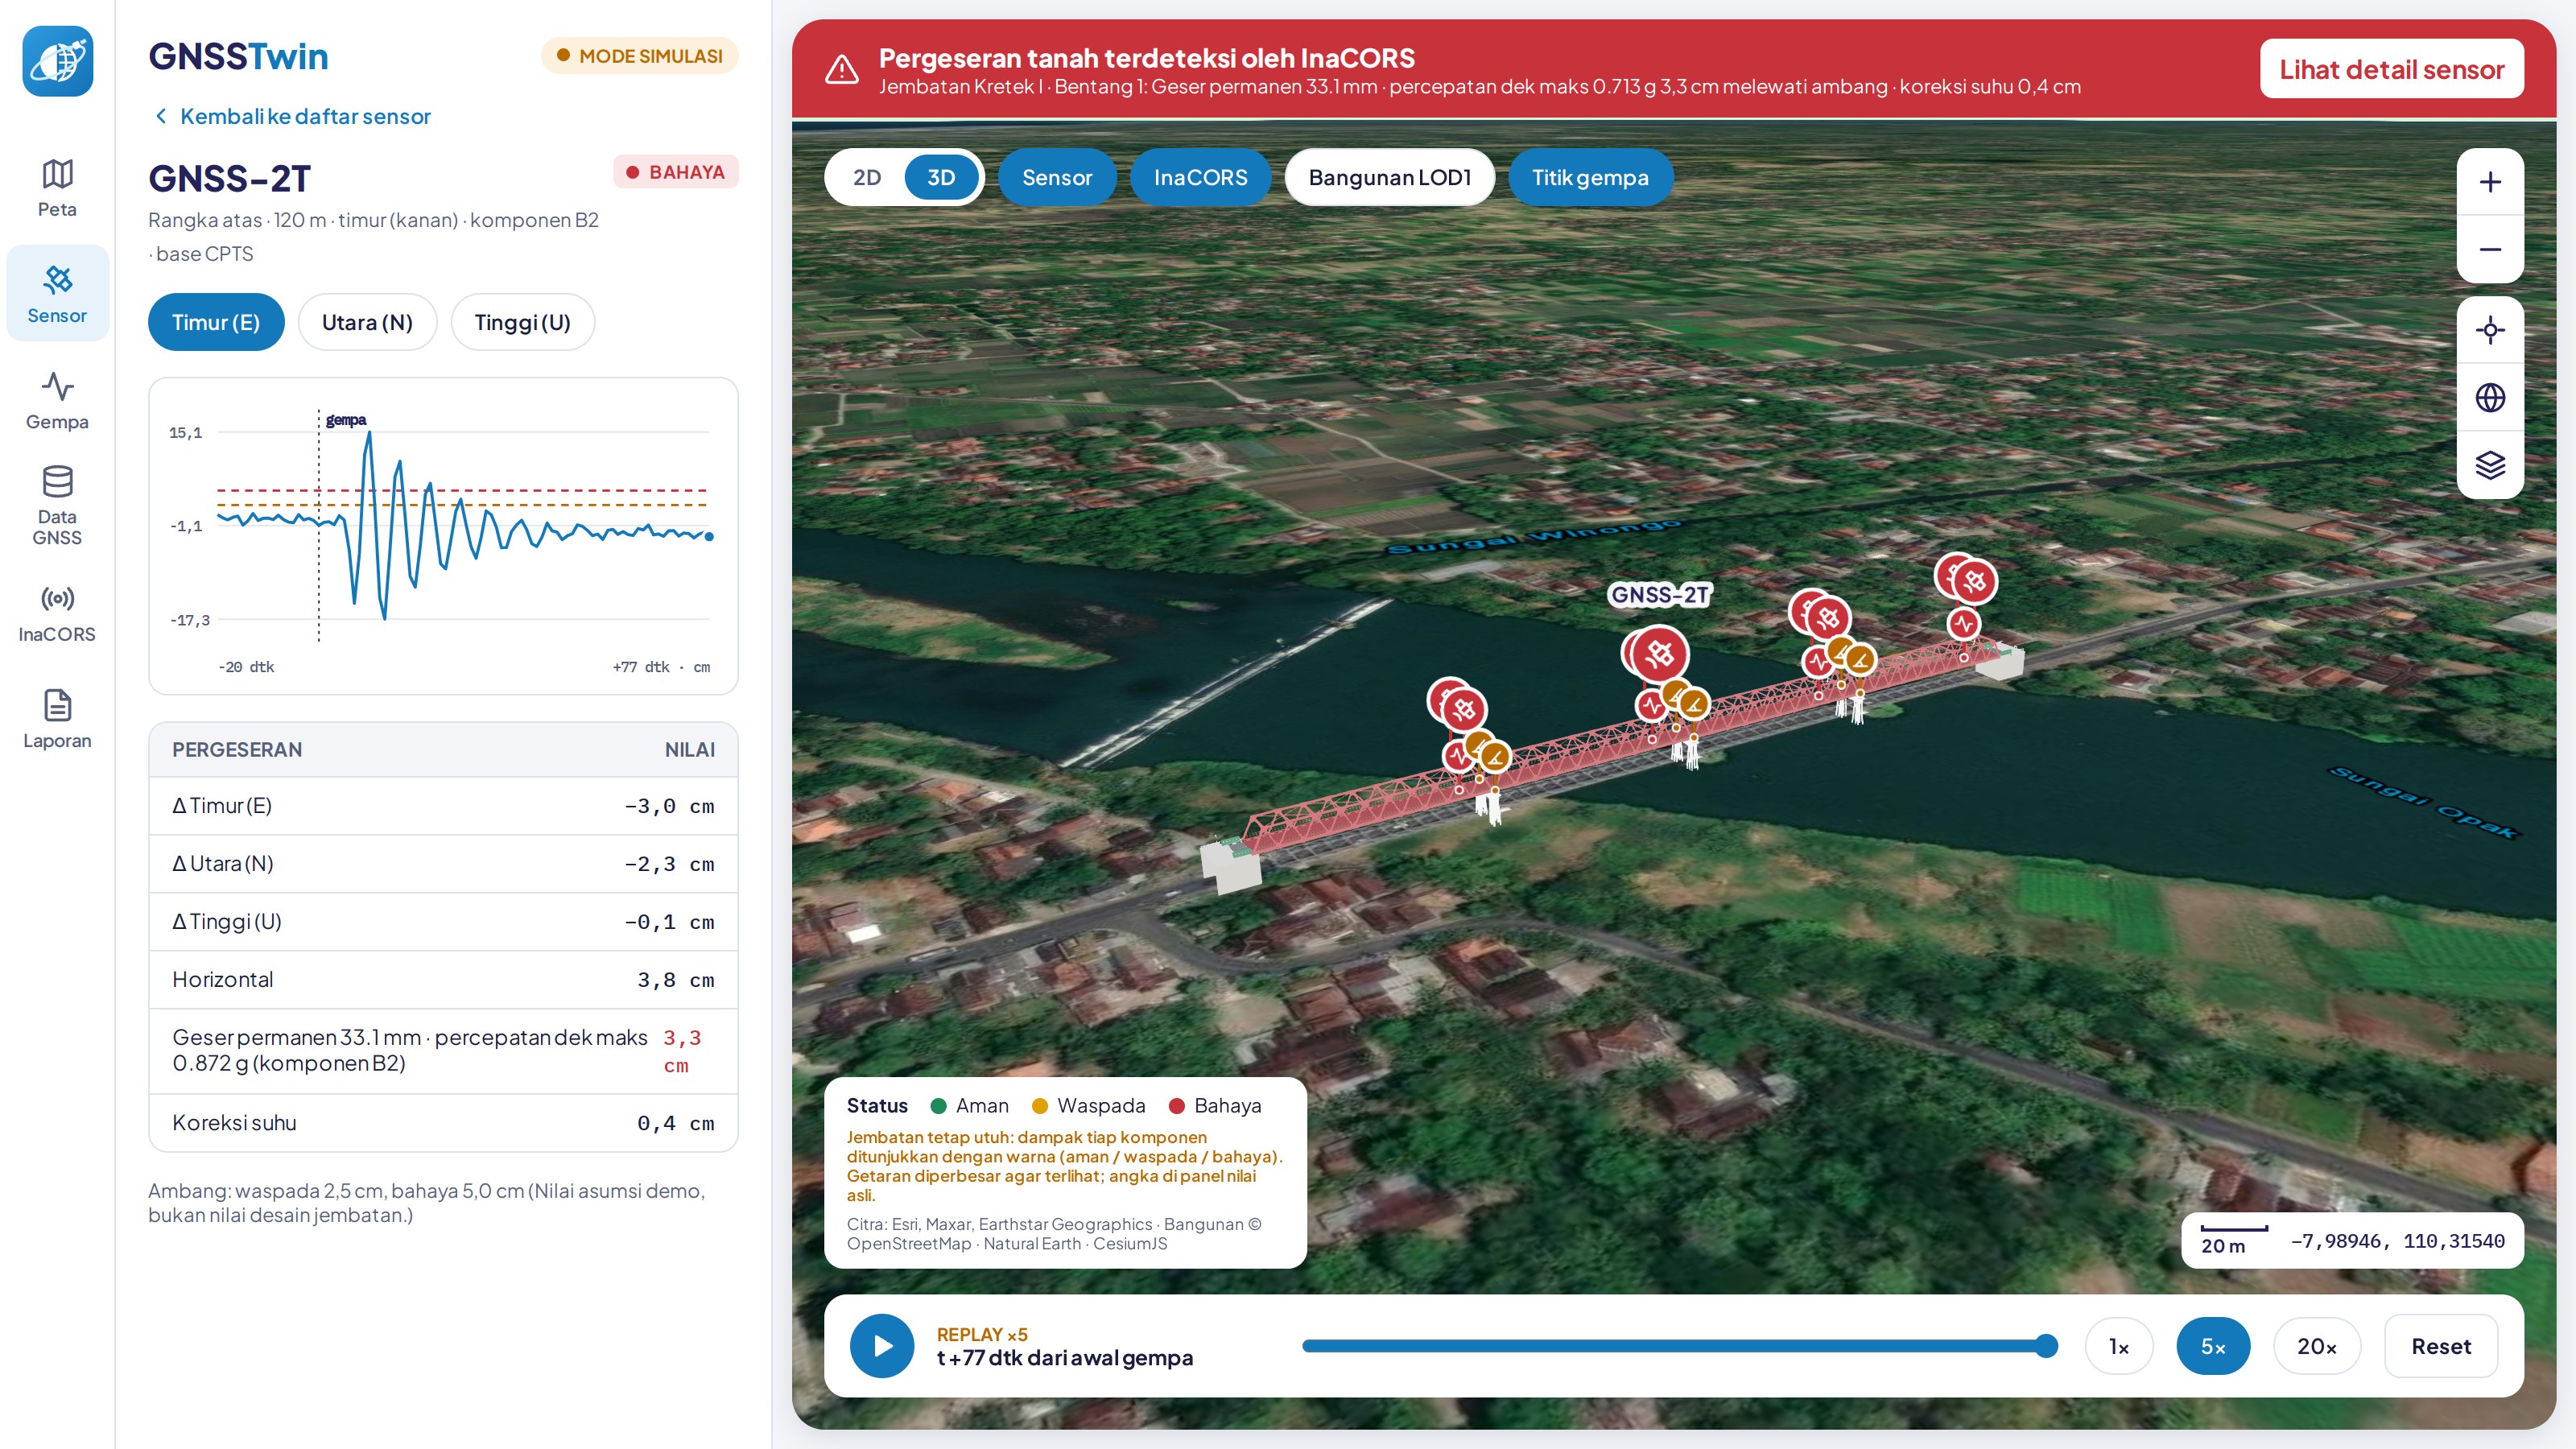 GNSSTwin
MODE SIMULASI
Kembali ke daftar sensor
GNSS-2T
BAHAYA
Rangka atas · 120 m · timur (kanan) · komponen B2
· base CPTS
Timur (E)
Utara (N)
Tinggi (U)
gempa
15,1
-1,1
-17,3
-20 dtk
+77 dtk · cm
PERGESERAN NILAI
Δ Timur (E) −3,0 cm
Δ Utara (N) −2,3 cm
Δ Tinggi (U) −0,1 cm
Horizontal 3,8 cm
Geser permanen 33.1 mm · percepatan dek maks 3,3
0.872 g (komponen B2) cm
Koreksi suhu 0,4 cm
Ambang: waspada 2,5 cm, bahaya 5,0 cm (Nilai asumsi demo,
bukan nilai desain jembatan.)
Peta
Sensor
Gempa
Data
GNSS
InaCORS
Laporan
Pergeseran tanah terdeteksi oleh InaCORS
Jembatan Kretek I · Bentang 1: Geser permanen 33.1 mm · percepatan dek maks 0.713 g 3,3 cm melewati ambang · koreksi suhu 0,4 cm
Lihat detail sensor
2D
3D
Sensor
InaCORS
Bangunan LOD1
Titik gempa
Sungai Winongo
GNSS-2T
Sungai Opak
Status Aman Waspada Bahaya
Jembatan tetap utuh: dampak tiap komponen
ditunjukkan dengan warna (aman / waspada / bahaya).
Getaran diperbesar agar terlihat; angka di panel nilai
asli.
Citra: Esri, Maxar, Earthstar Geographics · Bangunan ©
OpenStreetMap · Natural Earth · CesiumJS
20 m
−7,98946, 110,31540
REPLAY ×5
t +77 dtk dari awal gempa
1×
5×
20×
Reset